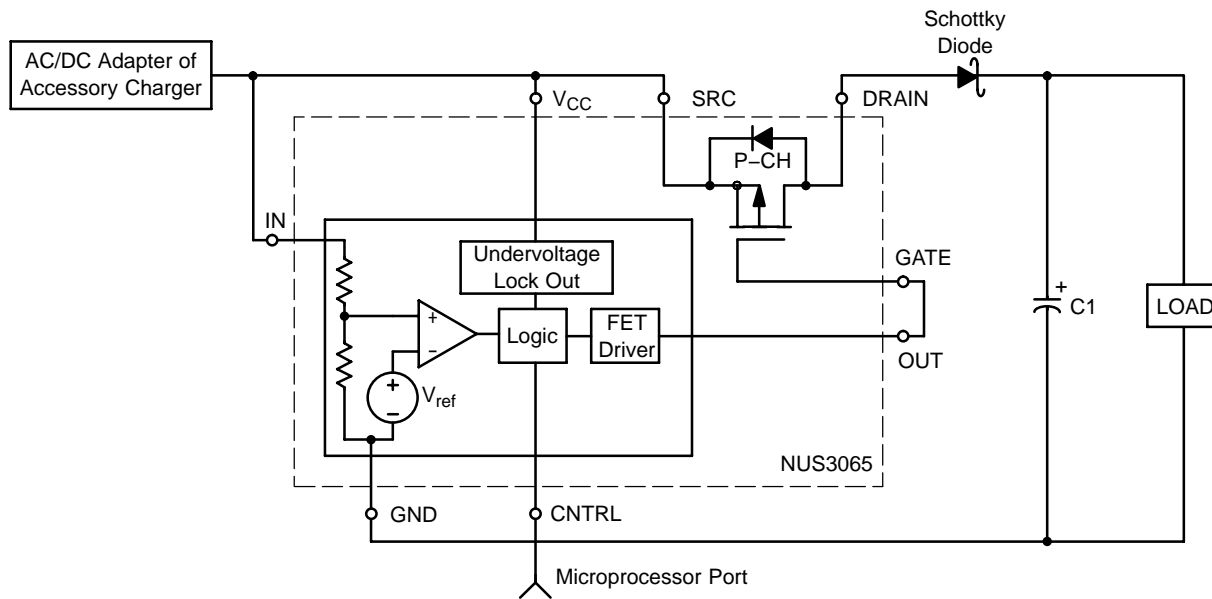 Schottky
Diode
AC/DC Adapter of
Accessory Charger
VCC
SRC
DRAIN
P–CH
IN
Undervoltage
Lock Out
GATE
+
C1
LOAD
+
–
Logic
FET
Driver
OUT
+
–
Vref
NUS3065
GND
CNTRL
Microprocessor Port